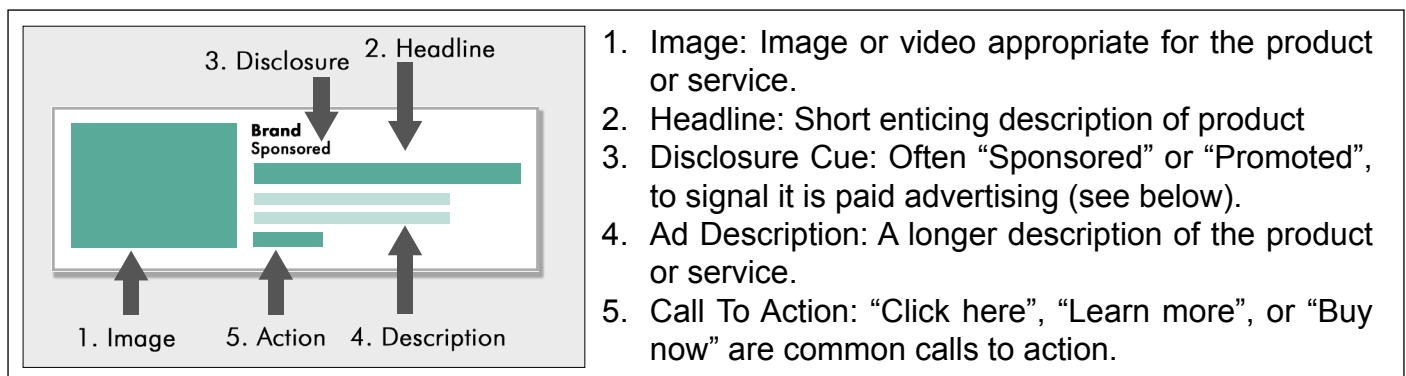 3. Disclosure
2. Headline
Brand
Sponsored
1. Image
5. Action
4. Description
1. Image: Image or video appropriate for the product
or service.
2. Headline: Short enticing description of product
3. Disclosure Cue: Often “Sponsored” or “Promoted”,
to signal it is paid advertising (see below).
4. Ad Description: A longer description of the product
or service.
5. Call To Action: “Click here”, “Learn more”, or “Buy
now” are common calls to action.